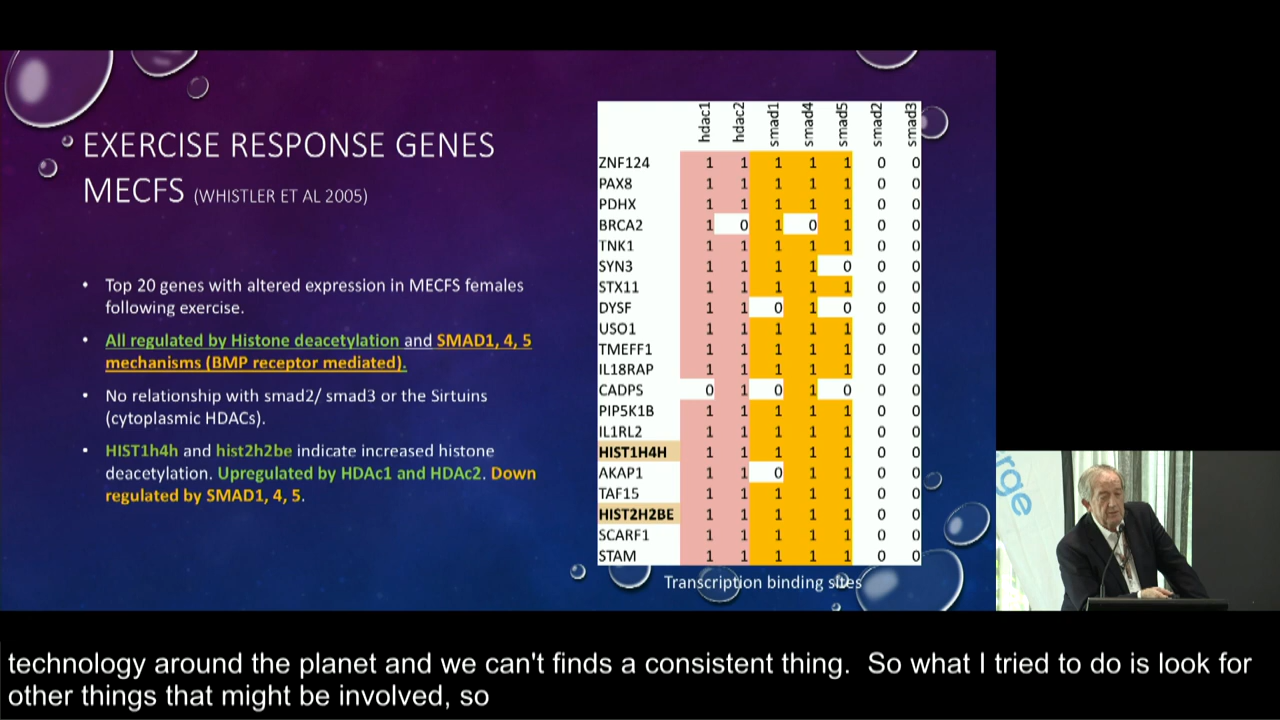 EXERCISE RESPONSE GENES
MECFS (WHISTLER ET AL 2005)
• Top 20 genes with altered expression in MECFS females
following exercise.
• All regulated by Histone deacetylation and SMAD1, 4, 5
mechanisms (BMP receptor mediated).
• No relationship with smad2/ smad3 or the Sirtuins
(cytoplasmic HDACs).
• HIST1h4h and hist2h2be indicate increased histone
deacetylation. Upregulated by HDAc1 and HDAc2. Down
regulated by SMAD1, 4, 5.
hdac1 hdac2 smad1 smad4 smad5 smad2 smad3
ZNF124 1 1 1 1 1 0 0
PAX8 1 1 1 1 1 0 0
PDHX 1 1 1 1 1 0 0
BRCA2 1 0 1 0 1 0 0
TNK1 1 1 1 1 1 0 0
SYN3 1 1 1 1 0 0 0
STX11 1 1 1 1 1 0 0
DYSF 1 1 0 1 0 0 0
USO1 1 1 1 1 1 0 0
TMEFF1 1 1 1 1 1 0 0
IL18RAP 1 1 1 1 1 0 0
CADPS 0 1 0 1 0 0 0
PIP5K1B 1 1 1 1 1 0 0
IL1RL2 1 1 1 1 1 0 0
HIST1H4H 1 1 1 1 1 0 0
AKAP1 1 1 0 1 1 0 0
TAF15 1 1 1 1 1 0 0
HIST2H2BE 1 1 1 1 1 0 0
SCARF1 1 1 1 1 1 0 0
STAM 1 1 1 1 1 0 0
Transcription binding sites
rge
technology around the planet and we can't finds a consistent thing.  So what I tried to do is look for
other things that might be involved, so